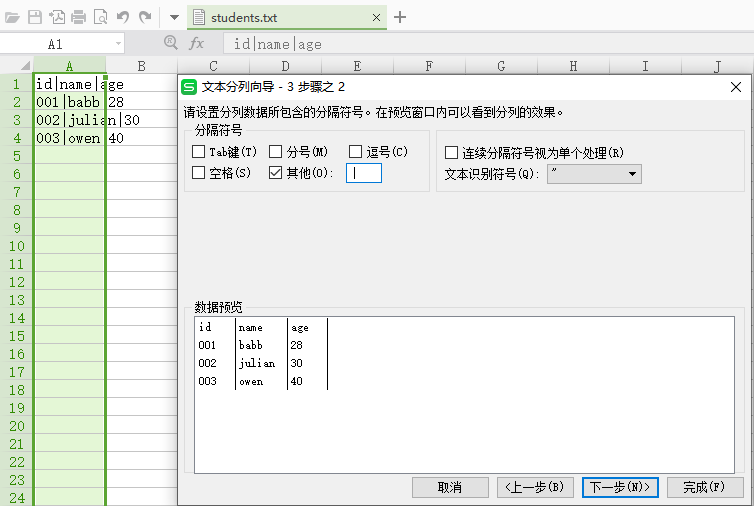 students.txt
A1
fx
id|name|age
A B C D E F G H I J
1 id|name|age
2 001|babb|28
3 002|julian|30
4 003|owen|40
5
6
7
8
9
10
11
12
13
14
15
16
17
18
19
20
21
22
23
24
S
文本分列向导 - 3 步骤之 2
请设置分列数据所包含的分隔符号。在预览窗口内可以看到分列的效果。
分隔符号
Tab键(T) 分号(M) 逗号(C)
空格(S) 其他(O): |
连续分隔符号视为单个处理(R)
文本识别符号(Q): "
数据预览
id name age
001 babb 28
002 julian 30
003 owen 40
取消 <上一步(B) 下一步(N)> 完成(F)